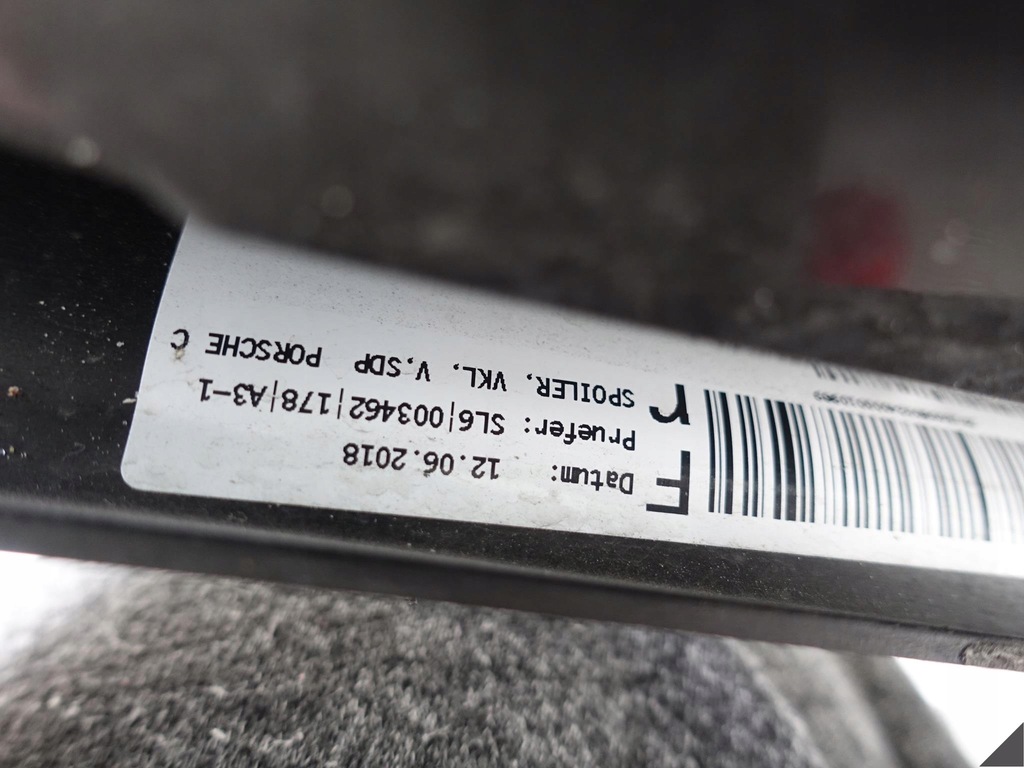 F
Datum: 12.06.2018
Pruefer: SL6|003462|178|A3-1
SPOILER, VKL, V.SDP PORSCHE C